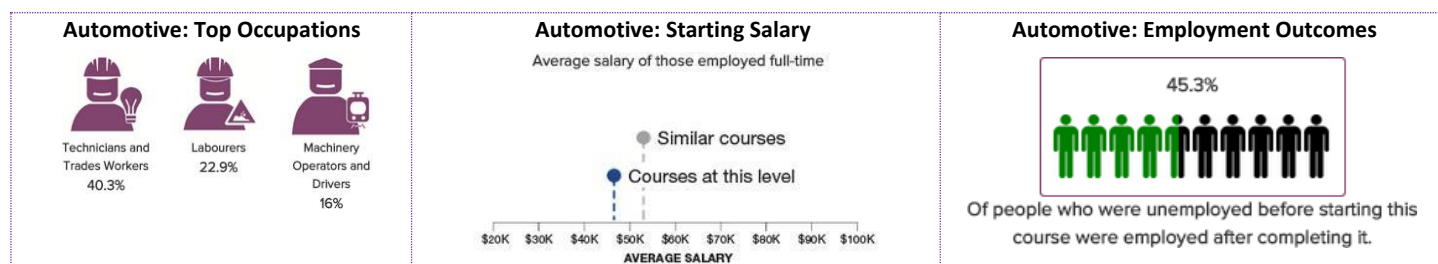 Automotive: Top Occupations
Technicians and
Trades Workers
40.3%
Labourers
22.9%
Machinery
Operators and
Drivers
16%
Automotive: Starting Salary
Average salary of those employed full-time
Similar courses
Courses at this level
$20K $30K $40K $50K $60K $70K $80K $90K $100K
AVERAGE SALARY
Automotive: Employment Outcomes
45.3%
Of people who were unemployed before starting this
course were employed after completing it.